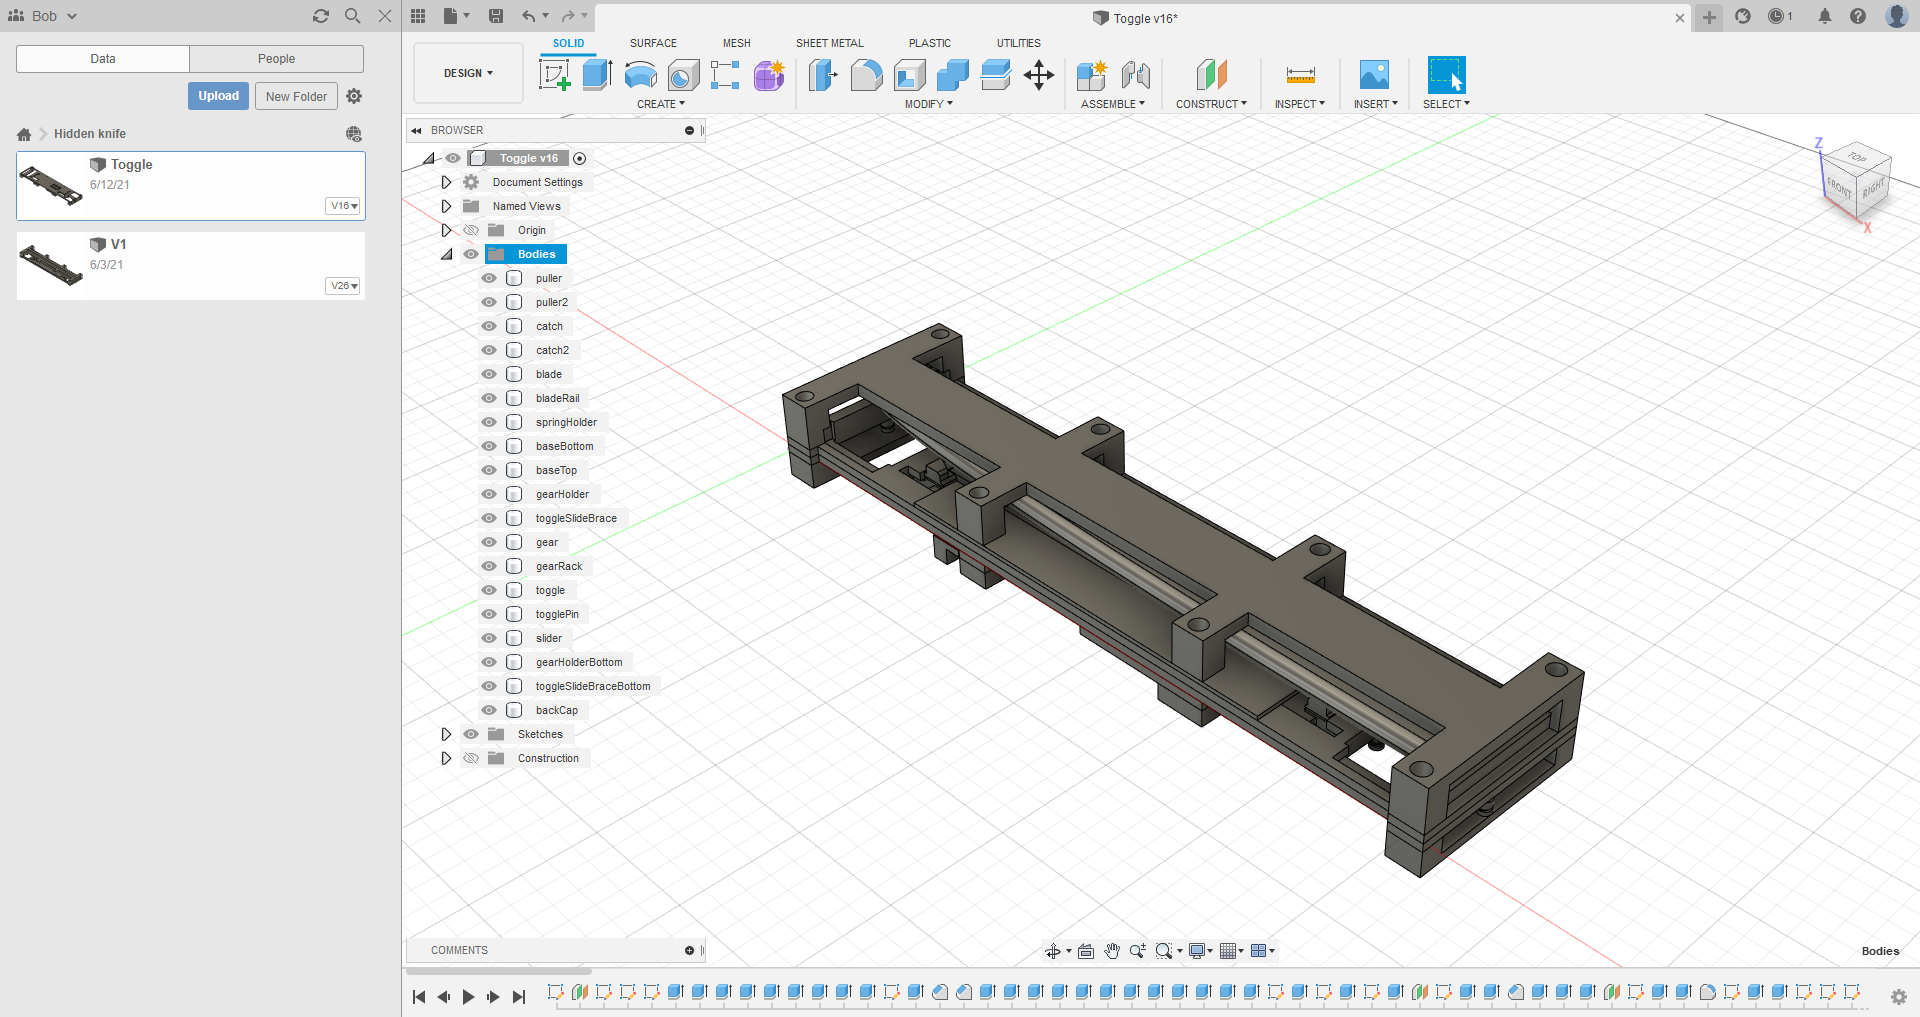 Bob
Toggle v16*
1
Data
People
Upload
New Folder
Hidden knife
Toggle
6/12/21
V16
V1
6/3/21
V26
DESIGN
SOLID
SURFACE
MESH
SHEET METAL
PLASTIC
UTILITIES
CREATE
MODIFY
ASSEMBLE
CONSTRUCT
INSPECT
INSERT
SELECT
BROWSER
Toggle v16
Document Settings
Named Views
Origin
Bodies
puller
puller2
catch
catch2
blade
bladeRail
springHolder
baseBottom
baseTop
gearHolder
toggleSlideBrace
gear
gearRack
toggle
togglePin
slider
gearHolderBottom
toggleSlideBraceBottom
backCap
Sketches
Construction
Z
TOP
FRONT
RIGHT
X
COMMENTS
Bodies